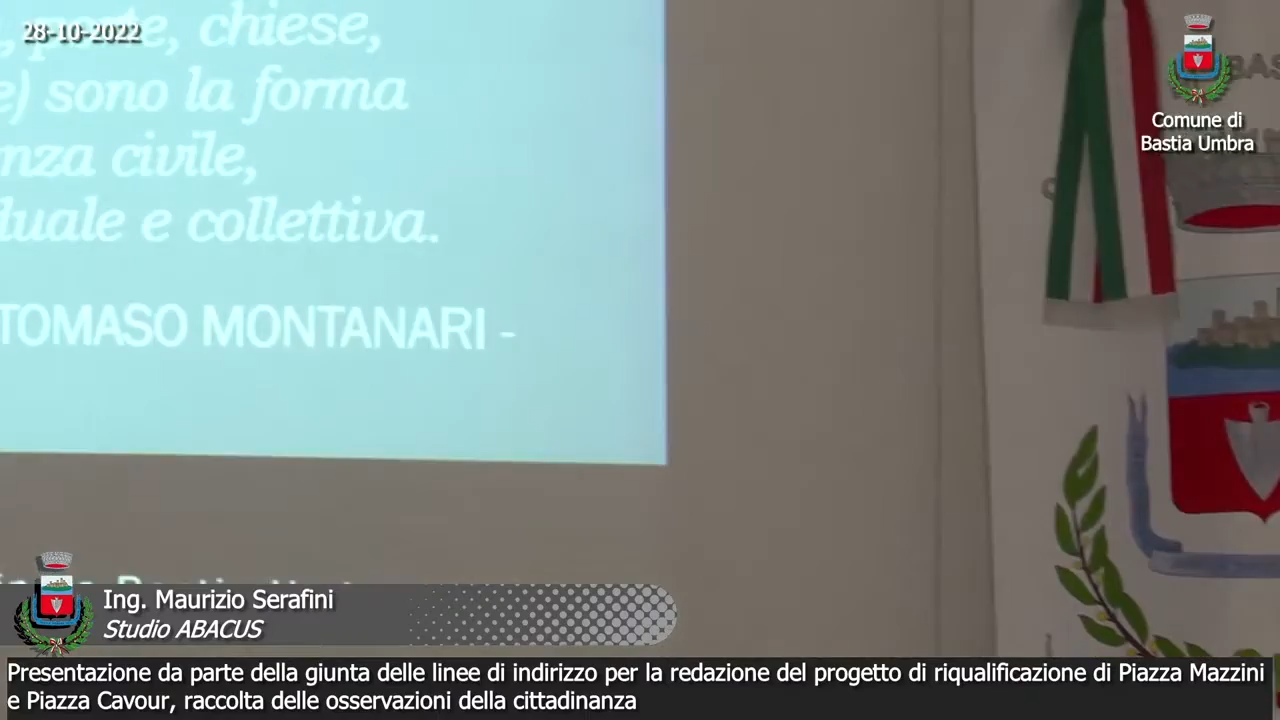 28-10-2022
chiese,
sono la forma
civile,
e collettiva.
TOMASO MONTANARI -
Comune di
Bastia Umbra
Ing. Maurizio Serafini
Studio ABACUS
Presentazione da parte della giunta delle linee di indirizzo per la redazione del progetto di riqualificazione di Piazza Mazzini
e Piazza Cavour, raccolta delle osservazioni della cittadinanza